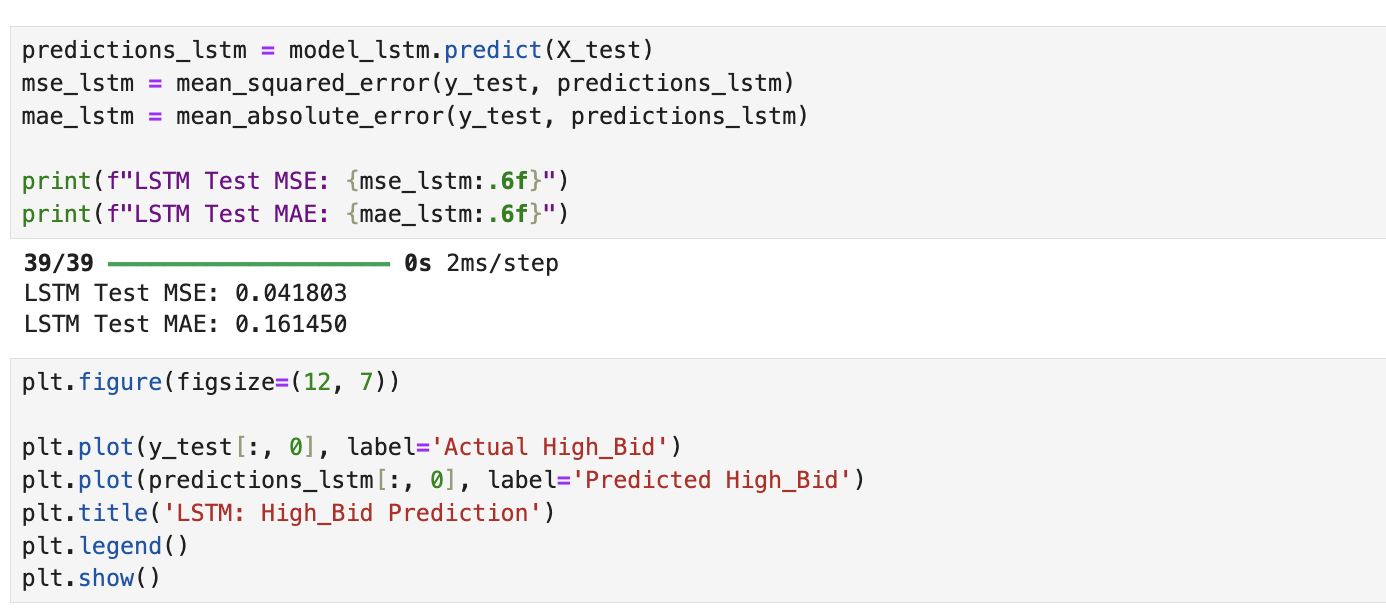 predictions_lstm = model_lstm.predict(X_test)
mse_lstm = mean_squared_error(y_test, predictions_lstm)
mae_lstm = mean_absolute_error(y_test, predictions_lstm)
print(f"LSTM Test MSE: {mse_lstm:.6f}")
print(f"LSTM Test MAE: {mae_lstm:.6f}")
39/39 0s 2ms/step
LSTM Test MSE: 0.041803
LSTM Test MAE: 0.161450
plt.figure(figsize=(12, 7))
plt.plot(y_test[:, 0], label='Actual High_Bid')
plt.plot(predictions_lstm[:, 0], label='Predicted High_Bid')
plt.title('LSTM: High_Bid Prediction')
plt.legend()
plt.show()